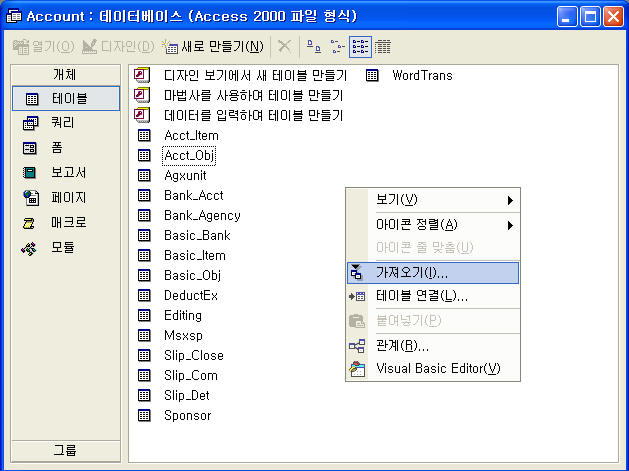 Account : 데이터베이스 (Access 2000 파일 형식)
열기(O) 디자인(D) 새로 만들기(N)
개체
테이블
쿼리
폼
보고서
페이지
매크로
모듈
그룹
디자인 보기에서 새 테이블 만들기
마법사를 사용하여 테이블 만들기
데이터를 입력하여 테이블 만들기
Acct_Item
Acct_Obj
Agxunit
Bank_Acct
Bank_Agency
Basic_Bank
Basic_Item
Basic_Obj
DeductEx
Editing
Msxsp
Slip_Close
Slip_Com
Slip_Det
Sponsor
WordTrans
보기(V)
아이콘 정렬(A)
아이콘 줄 맞춤(U)
가져오기(I)...
테이블 연결(L)...
붙여넣기(P)
관계(R)...
Visual Basic Editor(V)